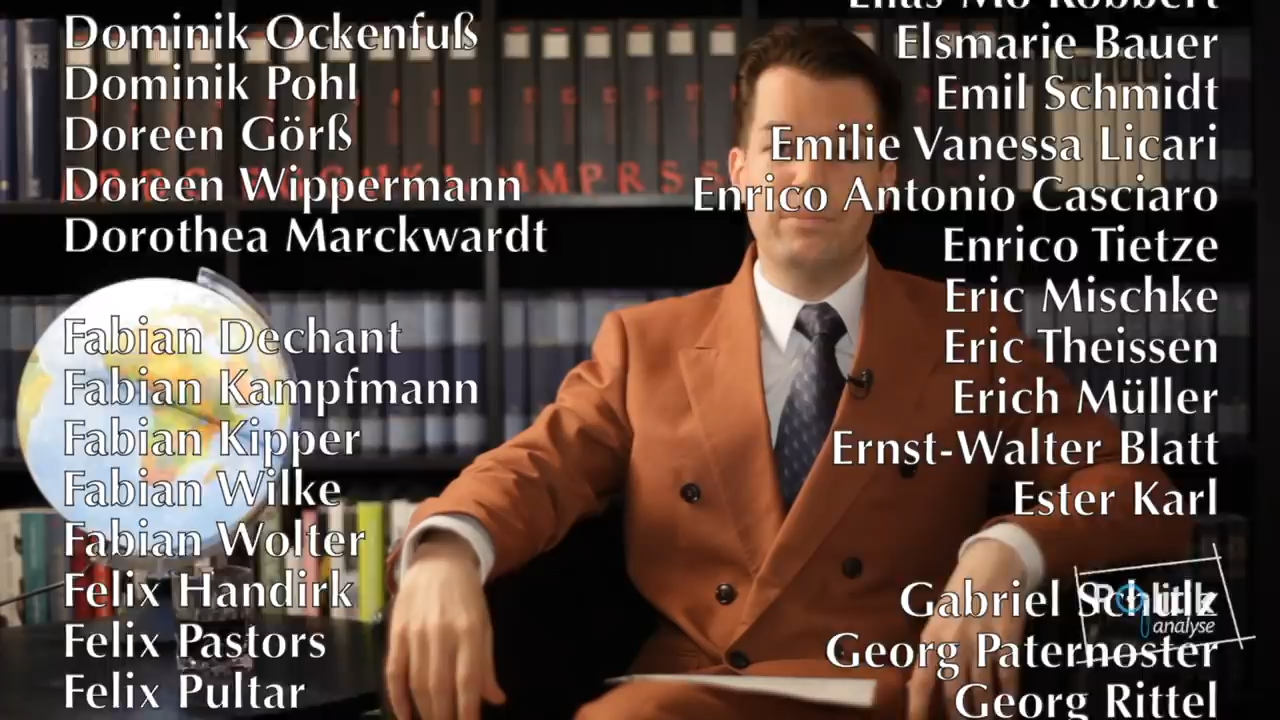 Dominik Ockenfuß
Dominik Pohl
Doreen Görß
Doreen Wippermann
Dorothea Marckwardt
Fabian Dechant
Fabian Kampfmann
Fabian Kipper
Fabian Wilke
Fabian Wolter
Felix Handirk
Felix Pastors
Felix Pultar
Elsmarie Bauer
Emil Schmidt
Emilie Vanessa Licari
Enrico Antonio Casciaro
Enrico Tietze
Eric Mischke
Eric Theissen
Erich Müller
Ernst-Walter Blatt
Ester Karl
Gabriel
Georg Paternoster
Georg Rittel
Politik
analyse